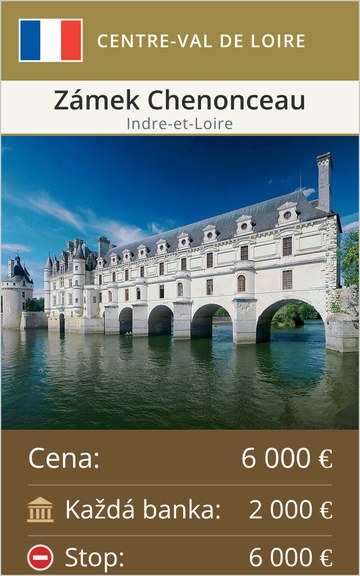 CENTRE-VAL DE LOIRE
Zámek Chenonceau
Indre-et-Loire
Cena: 6 000 €
Každá banka: 2 000 €
Stop: 6 000 €